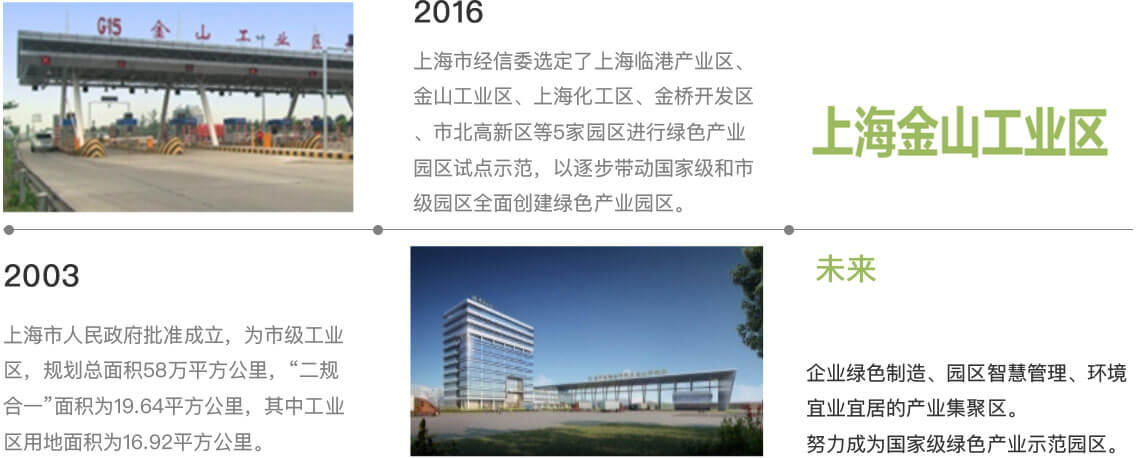 G15 金山工业区
2016
上海市经信委选定了上海临港产业区、
金山工业区、上海化工区、金桥开发区
、市北高新区等5家园区进行绿色产业
园区试点示范，以逐步带动国家级和市
级园区全面创建绿色产业园区。
上海金山工业区
2003
上海市人民政府批准成立，为市级工业
区，规划总面积58万平方公里，“二规
合一”面积为19.64平方公里，其中工业
区用地面积为16.92平方公里。
未来
企业绿色制造、园区智慧管理、环境
宜业宜居的产业集聚区。
努力成为国家级绿色产业示范园区。